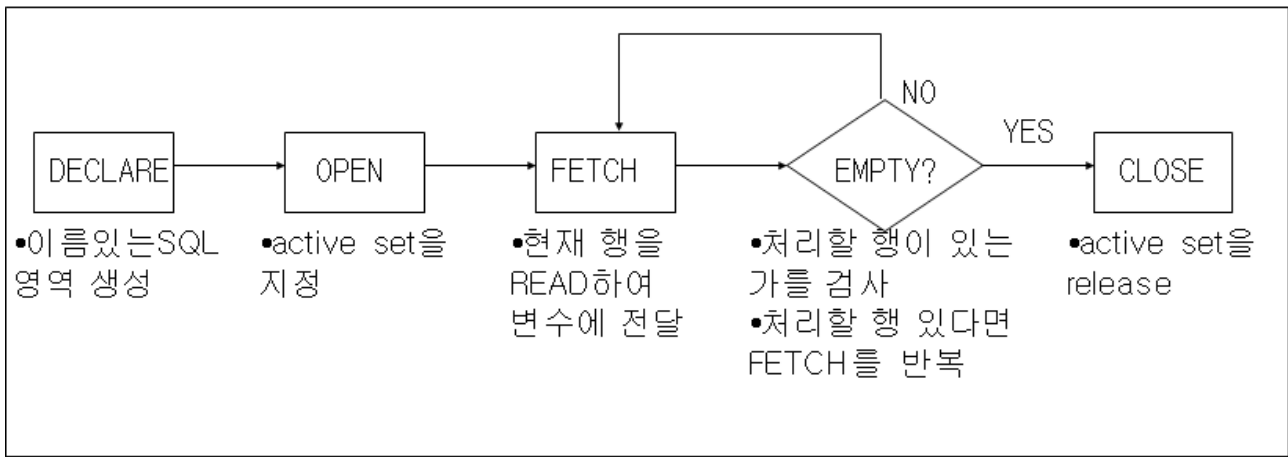 NO
YES
DECLARE
OPEN
FETCH
EMPTY?
CLOSE
•이름있는SQL
영역 생성
•active set을
지정
•현재 행을
READ하여
변수에 전달
•처리할 행이 있는
가를 검사
•처리할 행 있다면
FETCH를 반복
•active set을
release